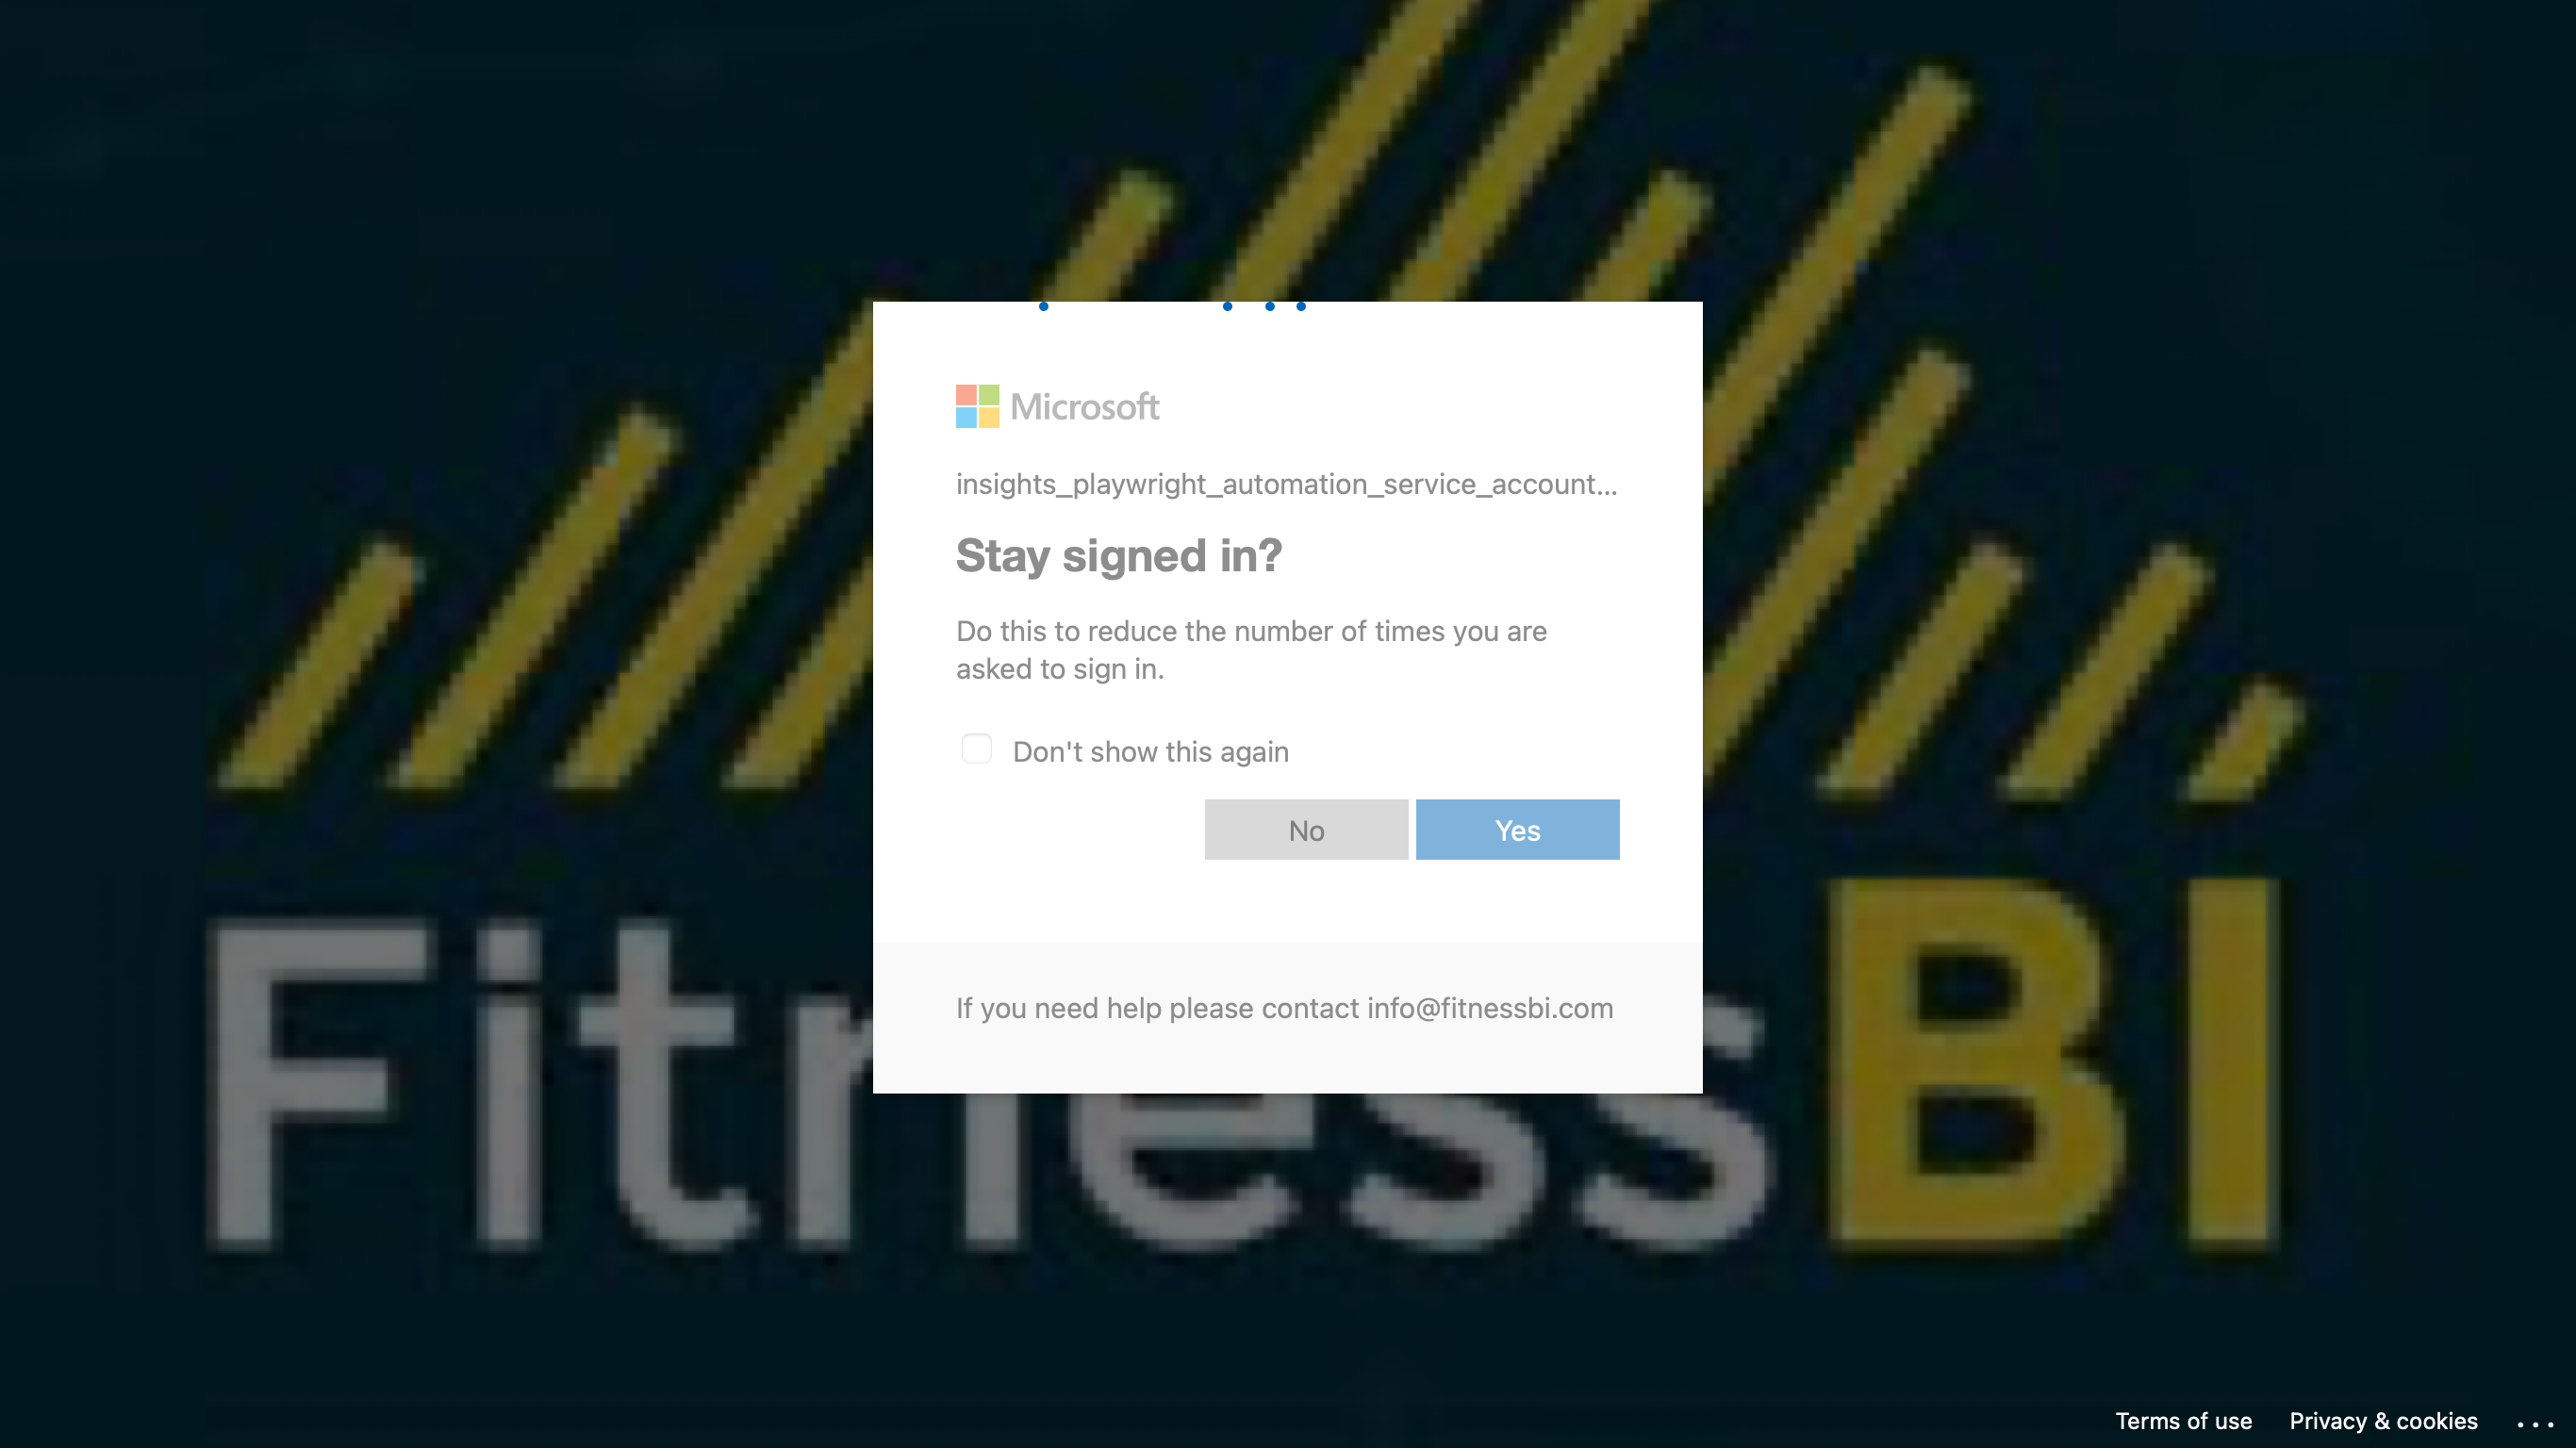 Microsoft
insights_playwright_automation_service_account...
Stay signed in?
Do this to reduce the number of times you are
asked to sign in.
Don't show this again
No
Yes
If you need help please contact info@fitnessbi.com
FitnessBI
Terms of use
Privacy & cookies
...